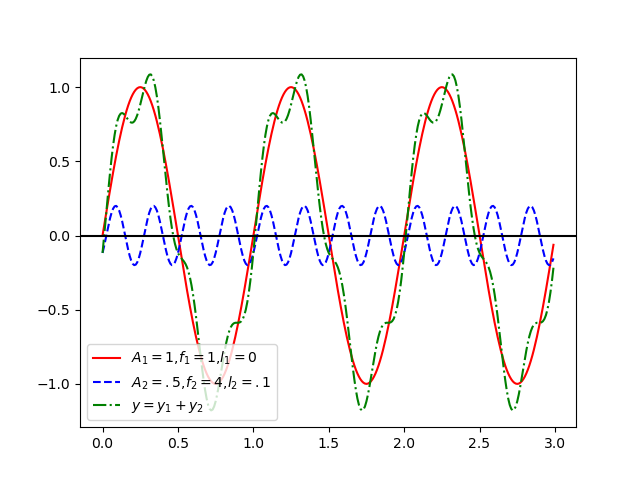 1.0
0.5
0.0
−0.5
−1.0
A₁ = 1,f₁ = 1,l₁ = 0
A₂ = .5,f₂ = 4,l₂ = .1
y = y₁ + y₂
0.0 0.5 1.0 1.5 2.0 2.5 3.0